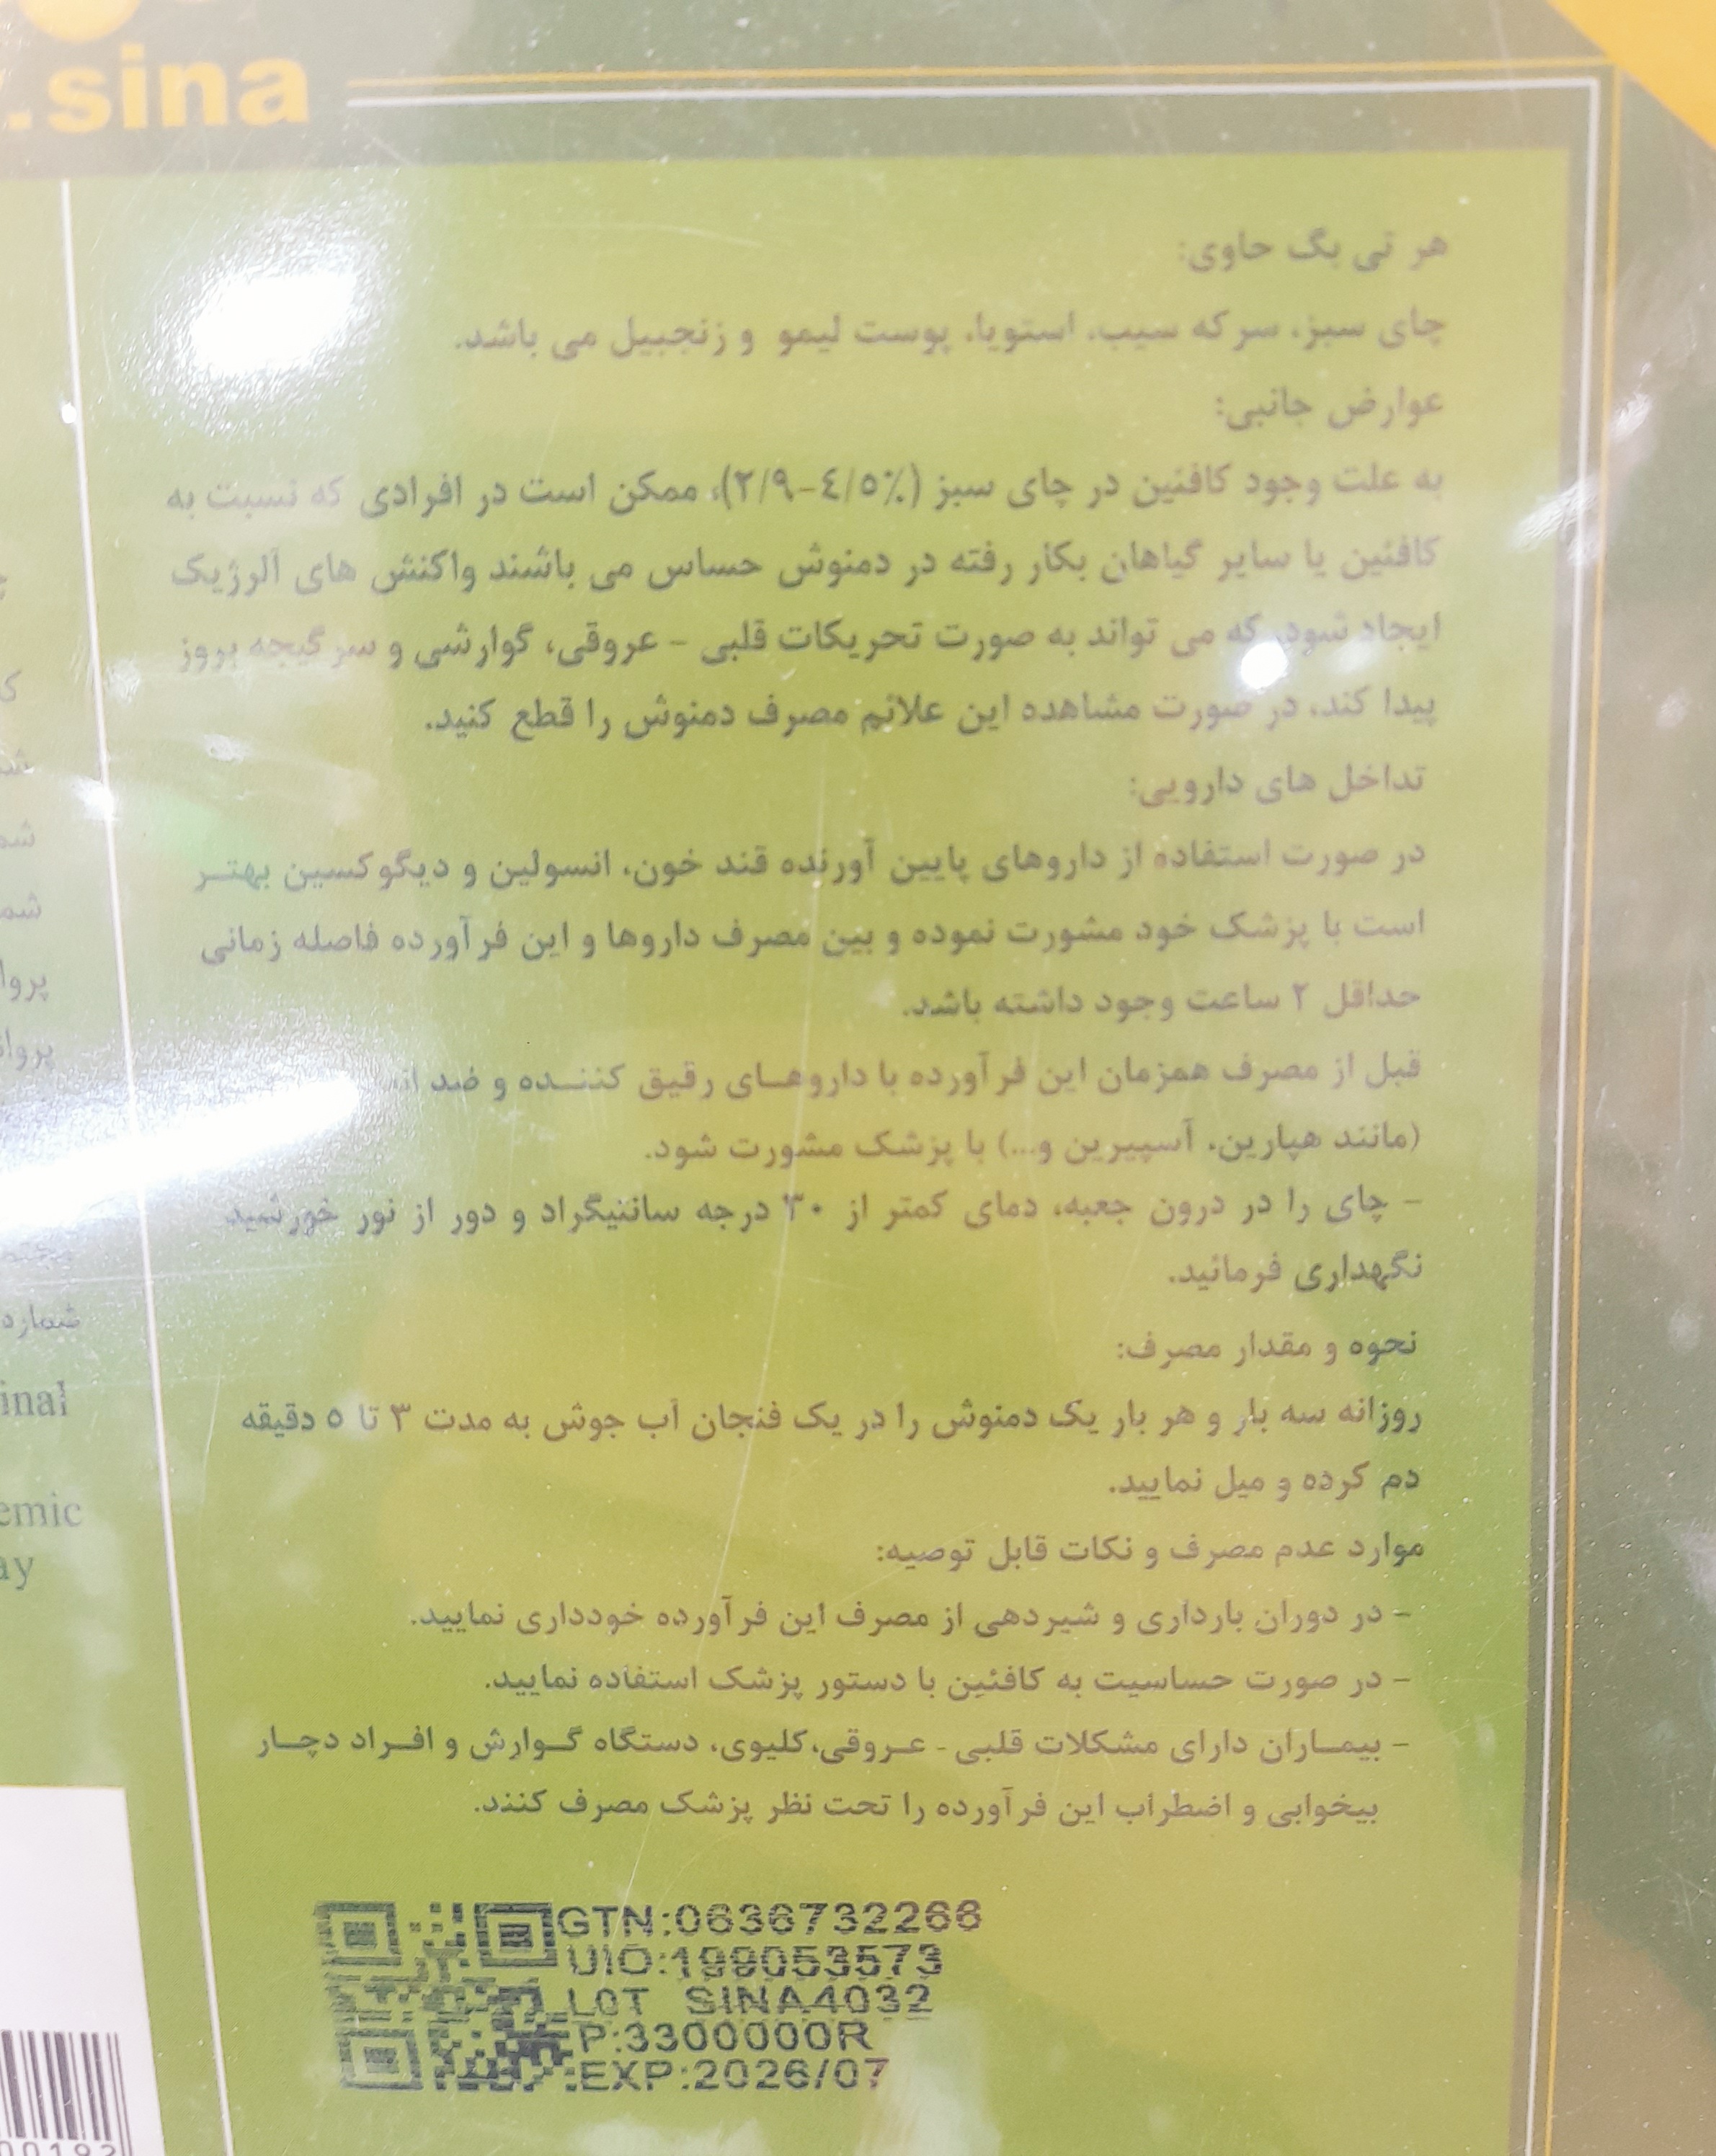 .sina
هر تی بگ حاوی:
چای سبز، سرکه سیب، استویا، پوست لیمو و زنجبیل می باشد.
عوارض جانبی:
به علت وجود کافئین در چای سبز (٪۲/۹-٤/۵)، ممکن است در افرادی که نسبت به
کافئین یا سایر گیاهان بکار رفته در دمنوش حساس می باشند واکنش های آلرژیک
ایجاد شود که می تواند به صورت تحریکات قلبی - عروقی، گوارشی و سرگیجه بروز
پیدا کند، در صورت مشاهده این علائم مصرف دمنوش را قطع کنید.
تداخل های دارویی:
در صورت استفاده از داروهای پایین آورنده قند خون، انسولین و دیگوکسین بهتر
است با پزشک خود مشورت نموده و بین مصرف داروها و این فرآورده فاصله زمانی
حداقل ۲ ساعت وجود داشته باشد.
قبل از مصرف همزمان این فرآورده با داروهای رقیق کننده و ضد
(مانند هپارین، آسپیرین و...) با پزشک مشورت شود.
- چای را در درون جعبه، دمای کمتر از ۳۰ درجه سانتیگراد و دور از نور خورشید
نگهداری فرمائید.
نحوه و مقدار مصرف:
روزانه سه بار و هر بار یک دمنوش را در یک فنجان آب جوش به مدت ۳ تا ۵ دقیقه
دم کرده و میل نمایید.
موارد عدم مصرف و نکات قابل توصیه:
- در دوران بارداری و شیردهی از مصرف این فرآورده خودداری نمایید.
- در صورت حساسیت به کافئین با دستور پزشک استفاده نمایید.
- بیماران دارای مشکلات قلبی - عروقی،کلیوی، دستگاه گوارش و افراد دچار
بیخوابی و اضطراب این فرآورده را تحت نظر پزشک مصرف کنند.
GTN:0636732266
UIO:199053573
LOT SINA4032
P:3300000R
EXP:2026/07